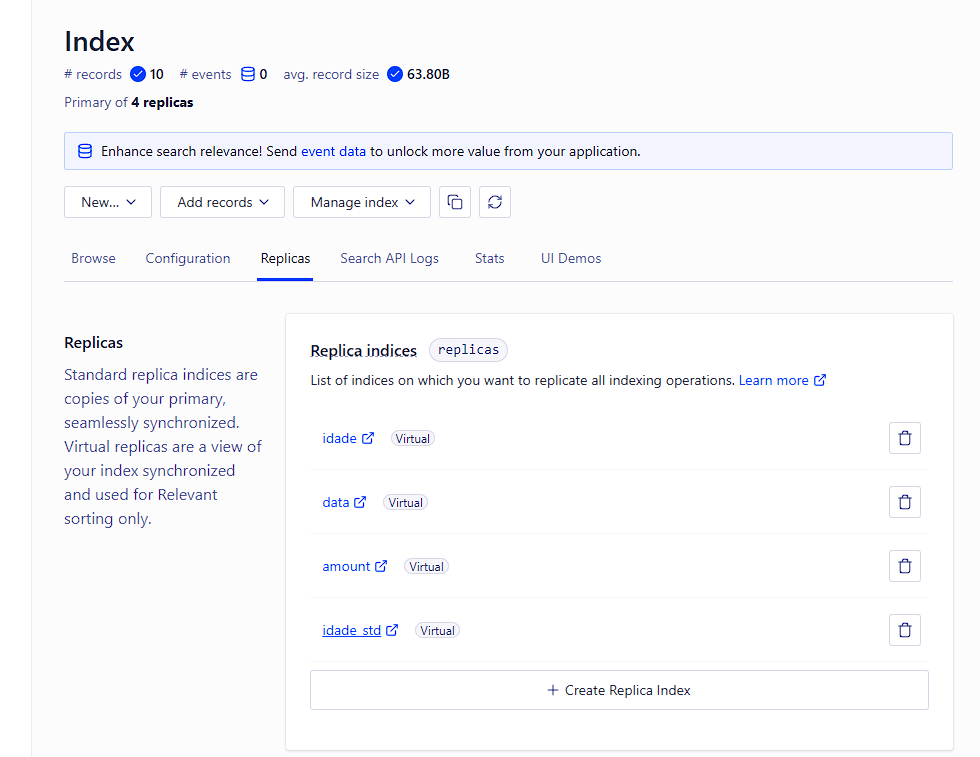 Index
# records 10 # events 0 avg. record size 63.80B
Primary of 4 replicas
Enhance search relevance! Send event data to unlock more value from your application.
New... Add records Manage index
Browse Configuration Replicas Search API Logs Stats UI Demos
Replicas
Standard replica indices are
copies of your primary,
seamlessly synchronized.
Virtual replicas are a view of
your index synchronized
and used for Relevant
sorting only.
Replica indices replicas
List of indices on which you want to replicate all indexing operations. Learn more
idade Virtual
data Virtual
amount Virtual
idade_std Virtual
+ Create Replica Index